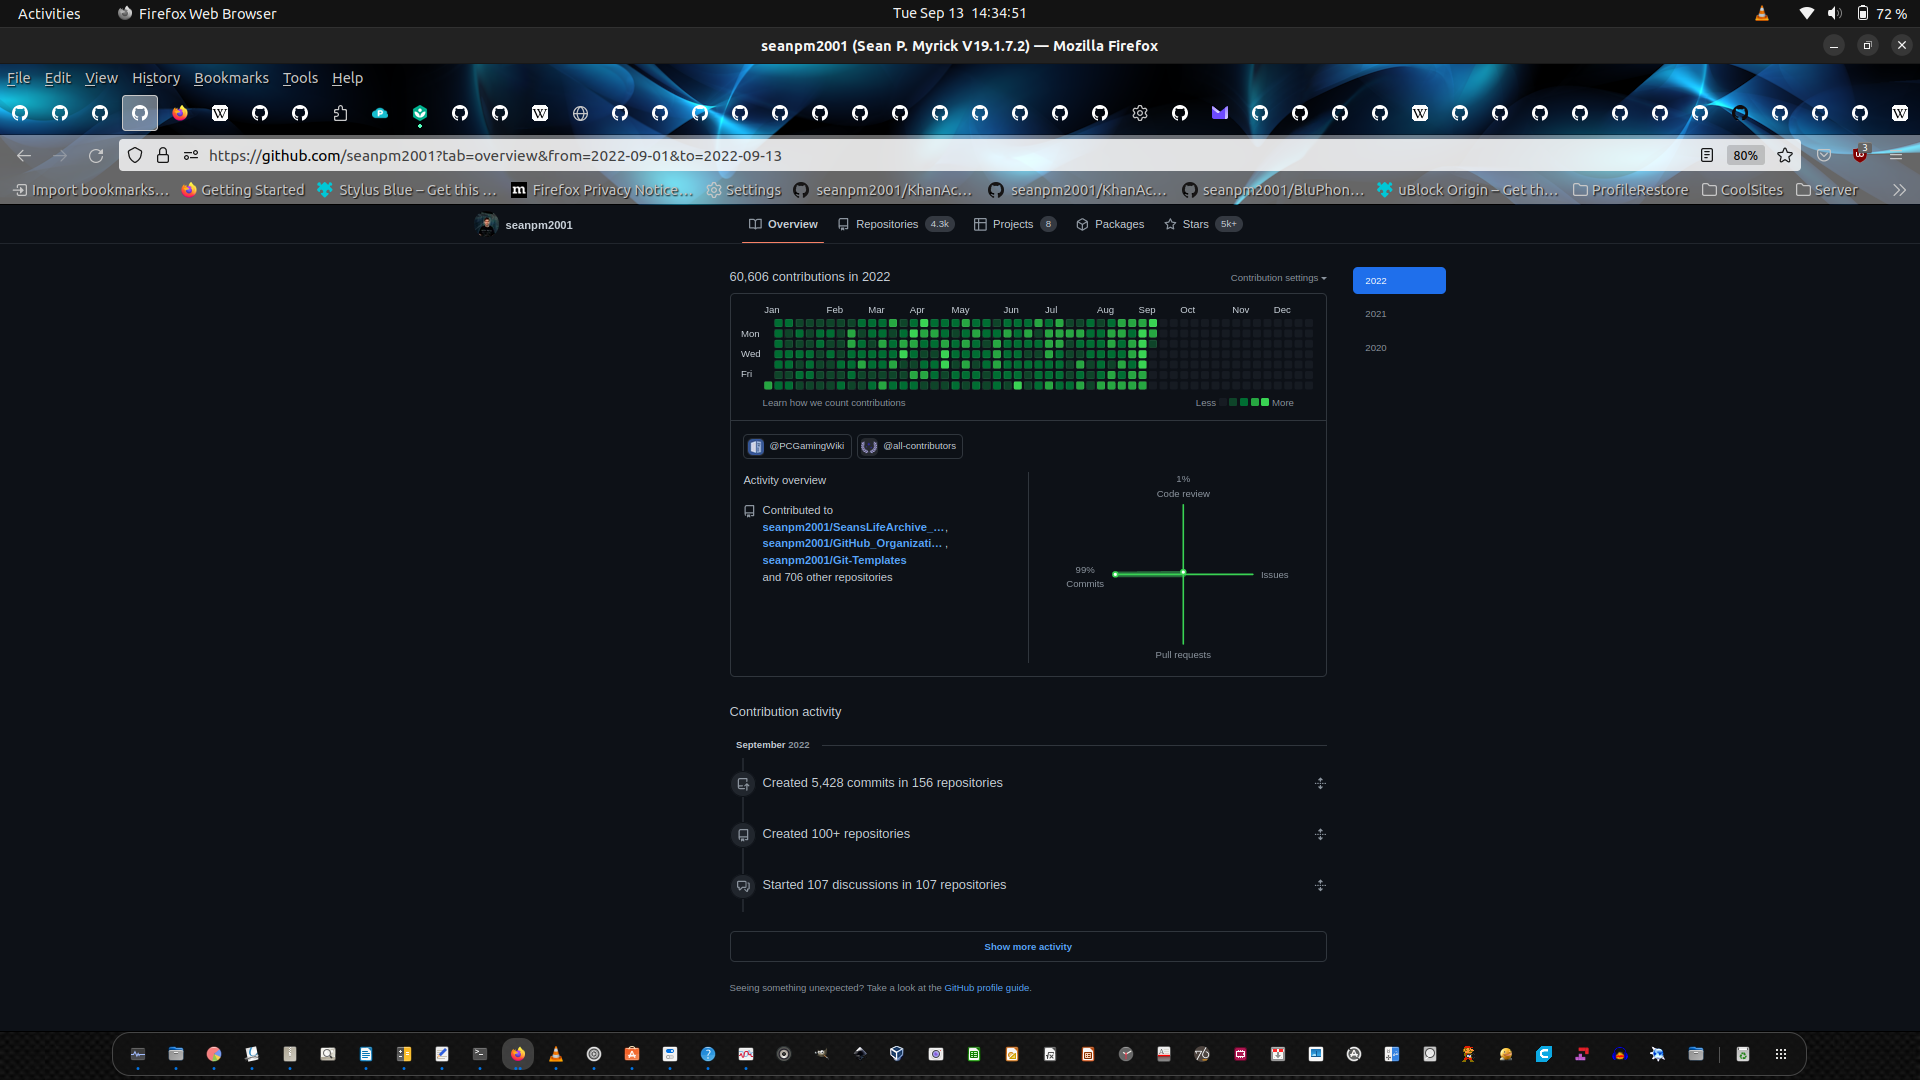 Activities Firefox Web Browser Tue Sep 13 14:34:51 72 %
seanpm2001 (Sean P. Myrick V19.1.7.2) — Mozilla Firefox
File Edit View History Bookmarks Tools Help
https://github.com/seanpm2001?tab=overview&from=2022-09-01&to=2022-09-13 80% 3
Import bookmarks… Getting Started Stylus Blue – Get this … Firefox Privacy Notice… Settings seanpm2001/KhanAc… seanpm2001/KhanAc… seanpm2001/BluPhon… uBlock Origin – Get th… ProfileRestore CoolSites Server
seanpm2001 Overview Repositories 4.3k Projects 8 Packages Stars 5k+
60,606 contributions in 2022 Contribution settings 2022
Jan Feb Mar Apr May Jun Jul Aug Sep Oct Nov Dec
2021
Mon
2020
Wed
Fri
Learn how we count contributions Less More
@PCGamingWiki @all-contributors
Activity overview
Contributed to
seanpm2001/SeansLifeArchive_…,
seanpm2001/GitHub_Organizati… ,
seanpm2001/Git-Templates
and 706 other repositories
1%
Code review
99%
Commits
Issues
Pull requests
Contribution activity
September 2022
Created 5,428 commits in 156 repositories
Created 100+ repositories
Started 107 discussions in 107 repositories
Show more activity
Seeing something unexpected? Take a look at the GitHub profile guide.
76